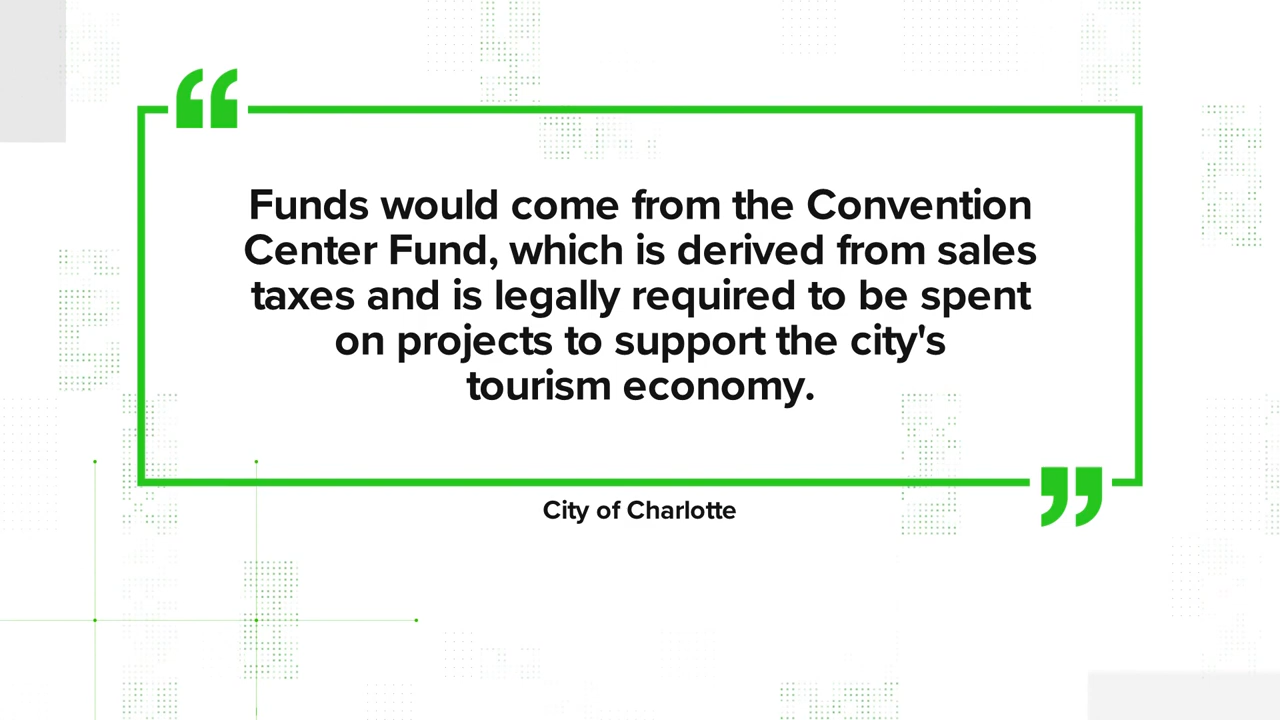 “
Funds would come from the Convention
Center Fund, which is derived from sales
taxes and is legally required to be spent
on projects to support the city's
tourism economy.
”
City of Charlotte